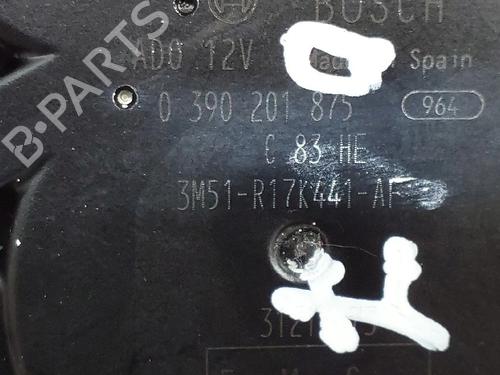 BOSCH
ADO 12V Spain
0 390 201 875 964
C 83 HE
3M51-R17K441-AF
B-PARTS